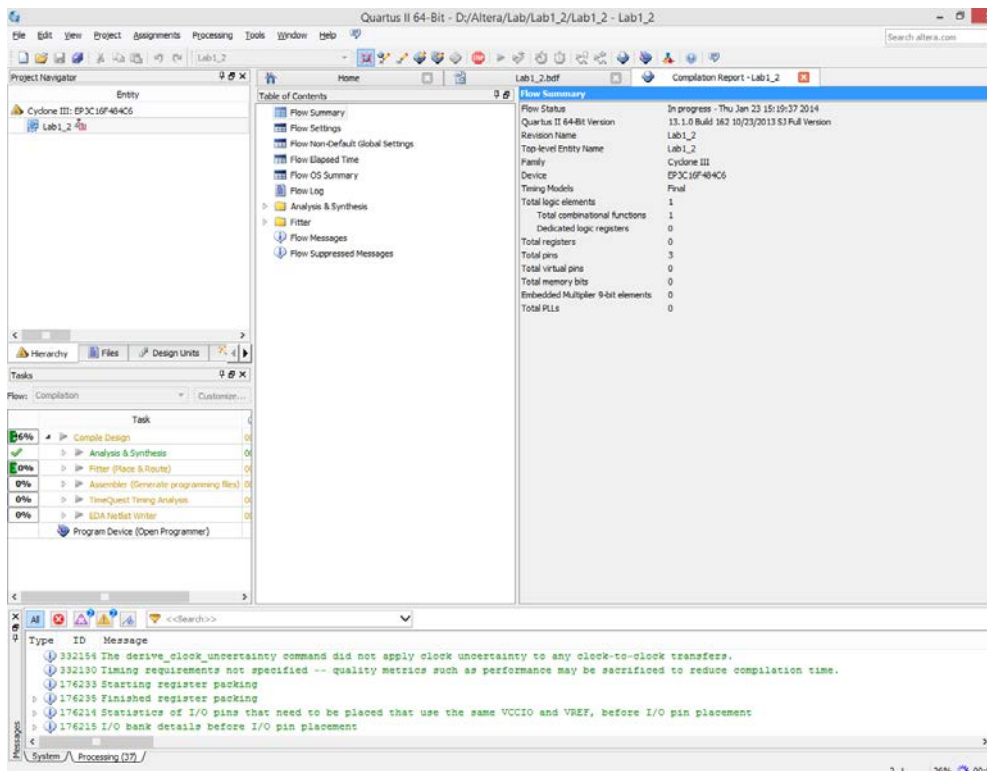 Quartus II 64-Bit - D:/Altera/Lab/Lab1_2/Lab1_2 - Lab1_2
File Edit View Project Assignments Processing Tools Window Help
Search altera.com
Lab1_2
Project Navigator
Entity
Cyclone III: EP3C16F484C6
Lab1_2
Hierarchy Files Design Units
Tasks
Flow: Compilation Customize...
Task
Compile Design
Analysis & Synthesis
0% Fitter (Place & Route)
0% Assembler (Generate programming files)
0% TimeQuest Timing Analysis
0% EDA Netlist Writer
Program Device (Open Programmer)
Home Lab1_2.bdf Compilation Report - Lab1_2
Table of Contents
Flow Summary
Flow Settings
Flow Non-Default Global Settings
Flow Elapsed Time
Flow OS Summary
Flow Log
Analysis & Synthesis
Fitter
Flow Messages
Flow Suppressed Messages
Flow Summary
Flow Status In progress - Thu Jan 23 15:19:37 2014
Quartus II 64-Bit Version 13.1.0 Build 162 10/23/2013 SJ Full Version
Revision Name Lab1_2
Top-level Entity Name Lab1_2
Family Cyclone III
Device EP3C16F484C6
Timing Models Final
Total logic elements 1
Total combinational functions 1
Dedicated logic registers 0
Total registers 0
Total pins 3
Total virtual pins 0
Total memory bits 0
Embedded Multiplier 9-bit elements 0
Total PLLs 0
All <<Search>>
Type ID Message
332154 The derive_clock_uncertainty command did not apply clock uncertainty to any clock-to-clock transfers.
332130 Timing requirements not specified -- quality metrics such as performance may be sacrificed to reduce compilation time.
176233 Starting register packing
176235 Finished register packing
176214 Statistics of I/O pins that need to be placed that use the same VCCIO and VREF, before I/O pin placement
176215 I/O bank details before I/O pin placement
Messages
System Processing (37)